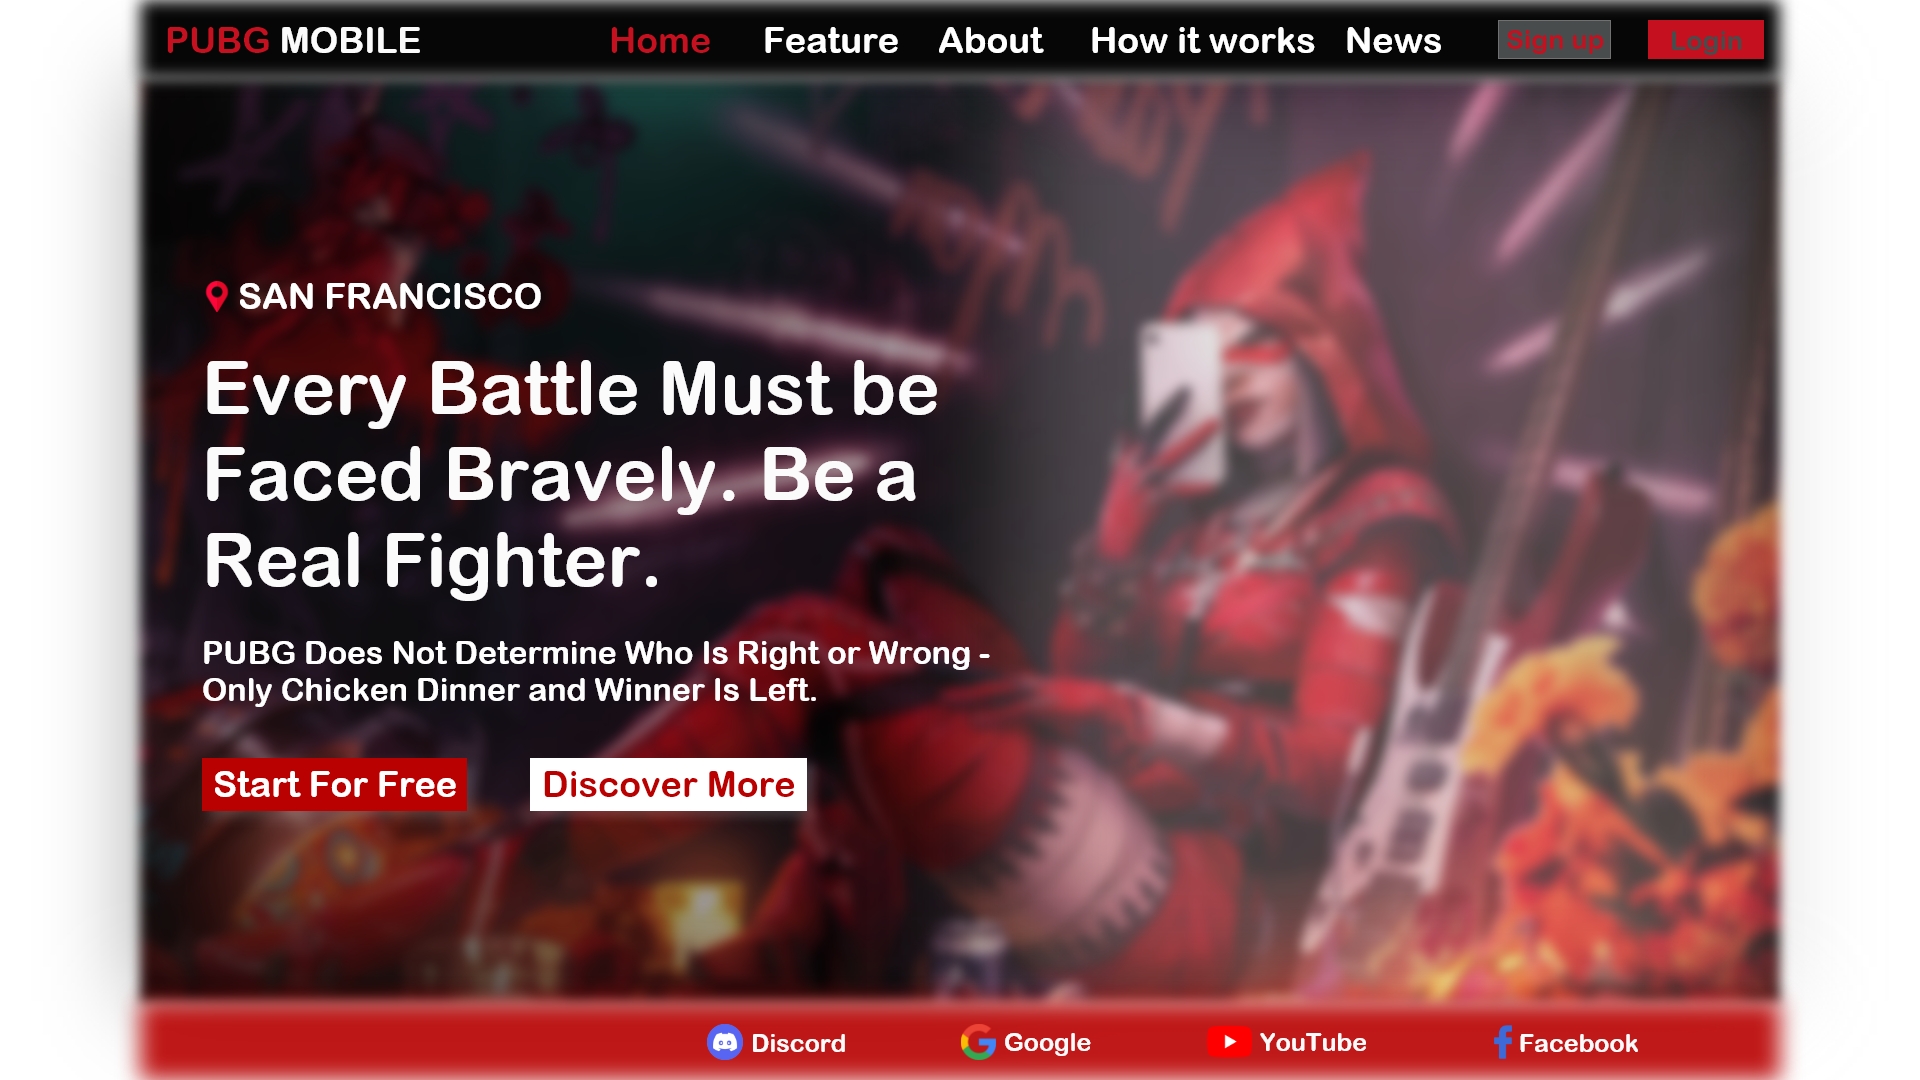 PUBG MOBILE
Home Feature About How it works News Sign up Login
SAN FRANCISCO
Every Battle Must be
Faced Bravely. Be a
Real Fighter.
PUBG Does Not Determine Who Is Right or Wrong -
Only Chicken Dinner and Winner Is Left.
Start For Free Discover More
Discord Google YouTube Facebook